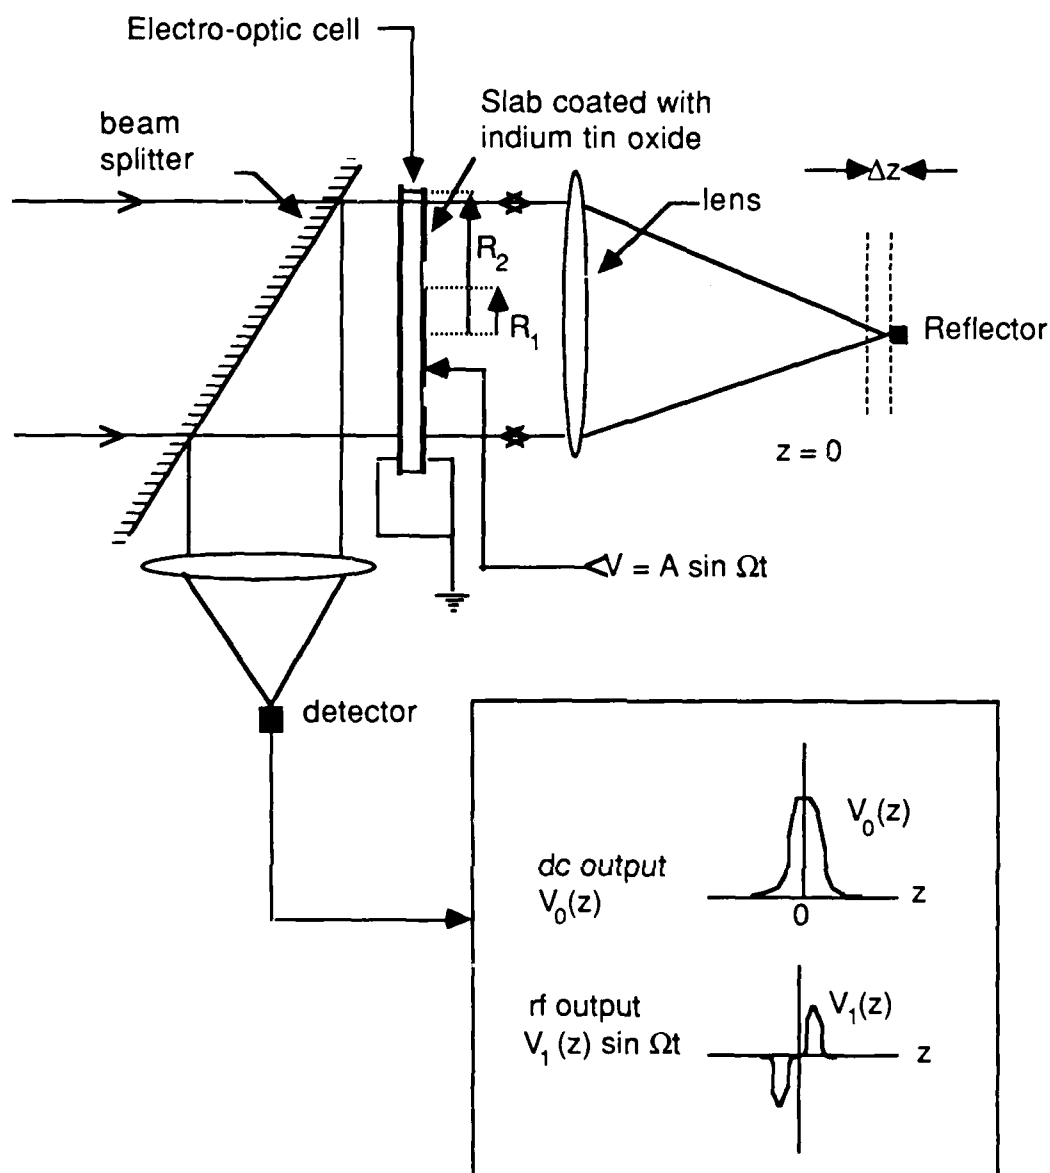 Electro-optic cell
Slab coated with
indium tin oxide
beam
splitter
Δz
lens
R2
R1
Reflector
z = 0
V = A sin Ωt
detector
V0(z)
dc output
V0(z)
z
0
rf output
V1(z) sin Ωt
V1(z)
z